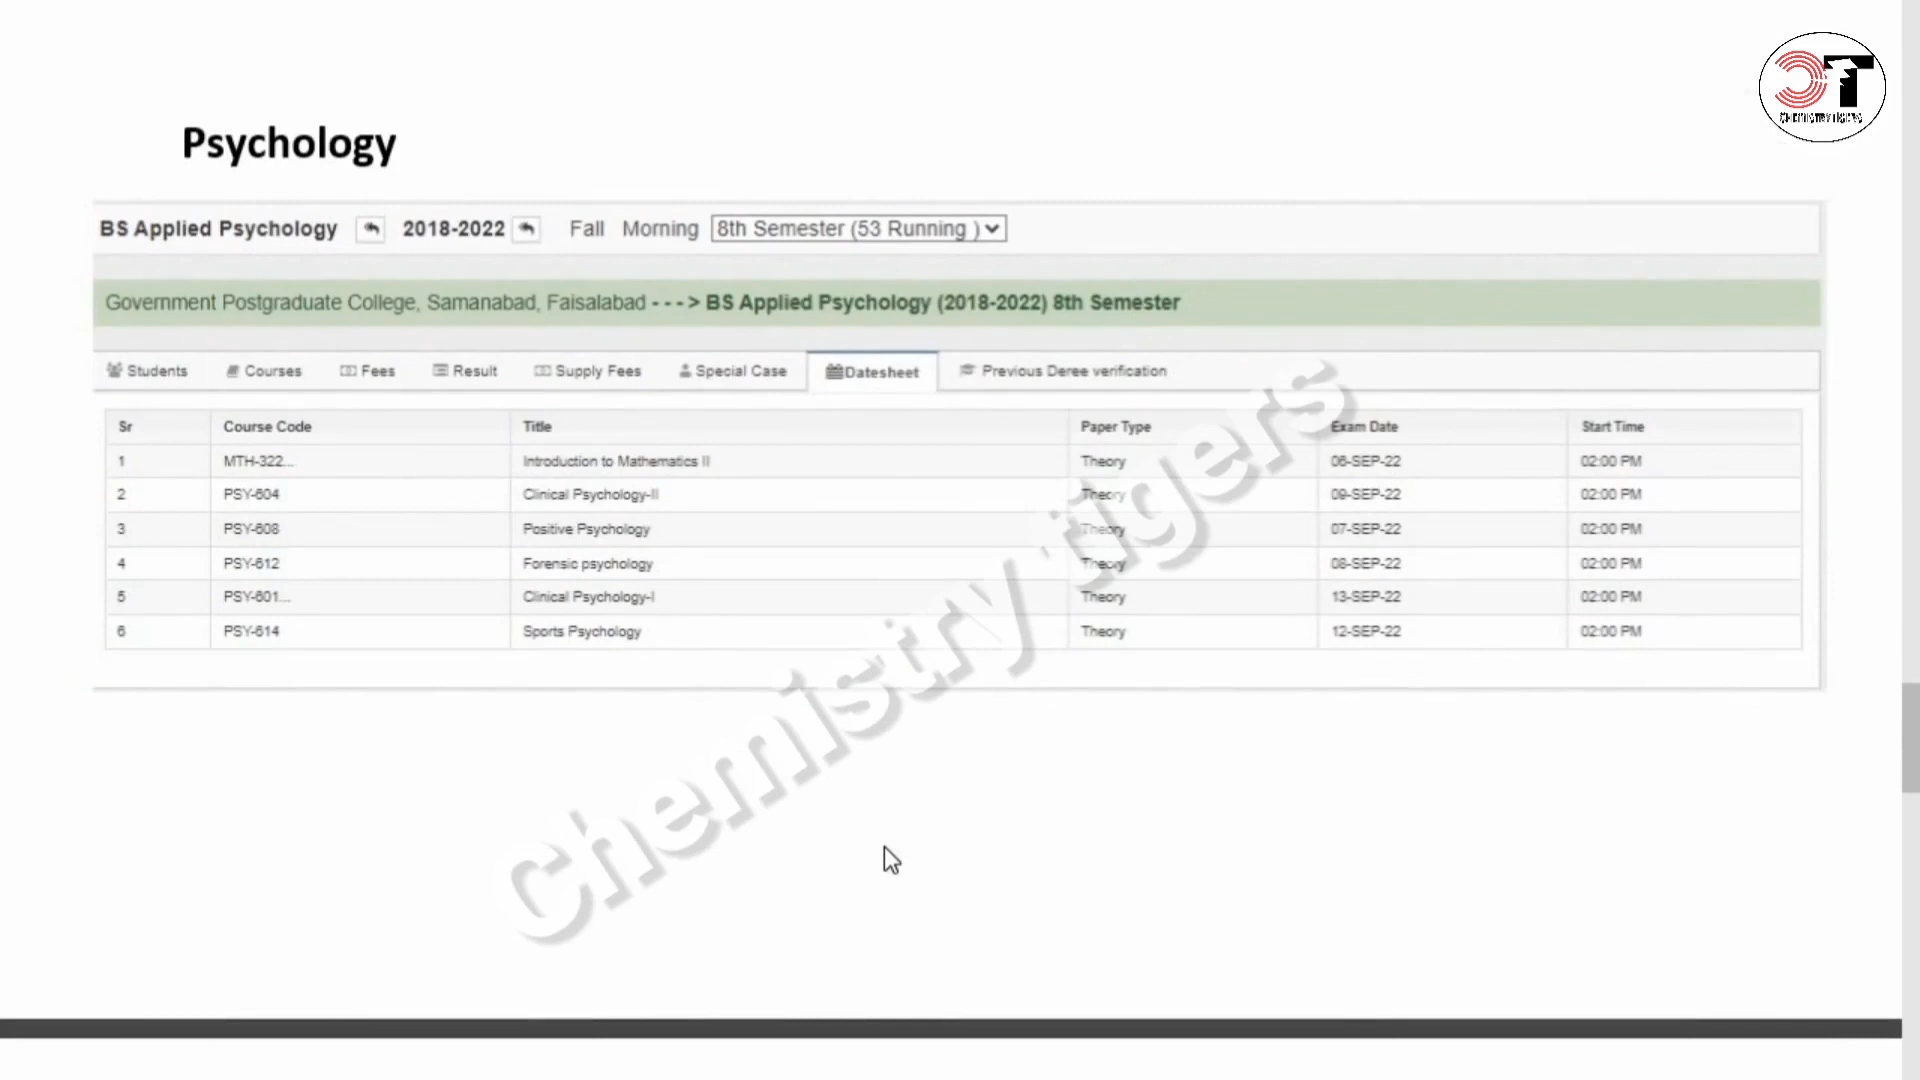 Psychology
BS Applied Psychology 2018-2022 Fall Morning 8th Semester (53 Running )
Government Postgraduate College, Samanabad, Faisalabad - - - > BS Applied Psychology (2018-2022) 8th Semester
Students Courses Fees Result Supply Fees Special Case Datesheet Previous Deree verification
Sr Course Code Title Paper Type Exam Date Start Time
1 MTH-322... Introduction to Mathematics II Theory 06-SEP-22 02:00 PM
2 PSY-604 Clinical Psychology-II Theory 09-SEP-22 02:00 PM
3 PSY-608 Positive Psychology Theory 07-SEP-22 02:00 PM
4 PSY-612 Forensic psychology Theory 08-SEP-22 02:00 PM
5 PSY-601... Clinical Psychology-I Theory 13-SEP-22 02:00 PM
6 PSY-614 Sports Psychology Theory 12-SEP-22 02:00 PM
Chemistry tigers
CT
CHEMISTRY TIGERS